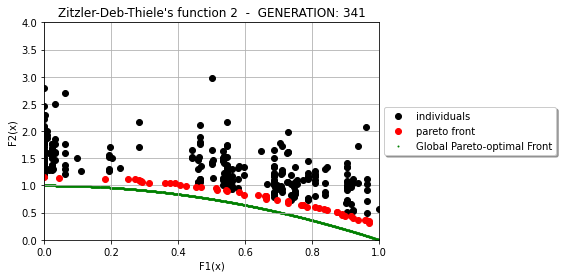 Zitzler-Deb-Thiele's function 2 - GENERATION: 341
4.0
3.5
3.0
2.5
2.0
1.5
1.0
0.5
0.0
F2(x)
0.0 0.2 0.4 0.6 0.8 1.0
F1(x)
individuals
pareto front
Global Pareto-optimal Front